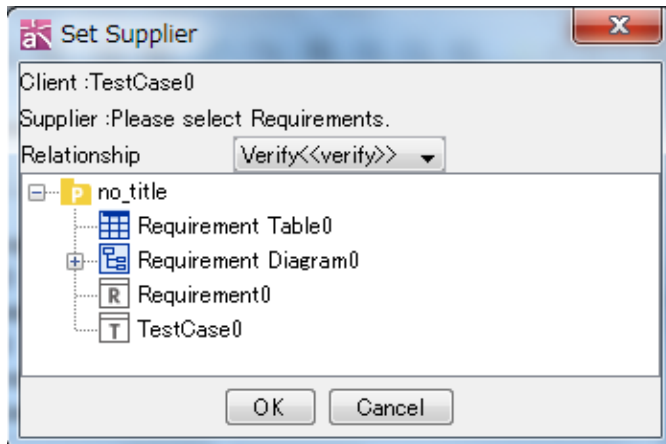 Set Supplier
Client :TestCase0
Supplier :Please select Requirements.
Relationship Verify<<verify>>
no_title
Requirement Table0
Requirement Diagram0
Requirement0
TestCase0
OK Cancel